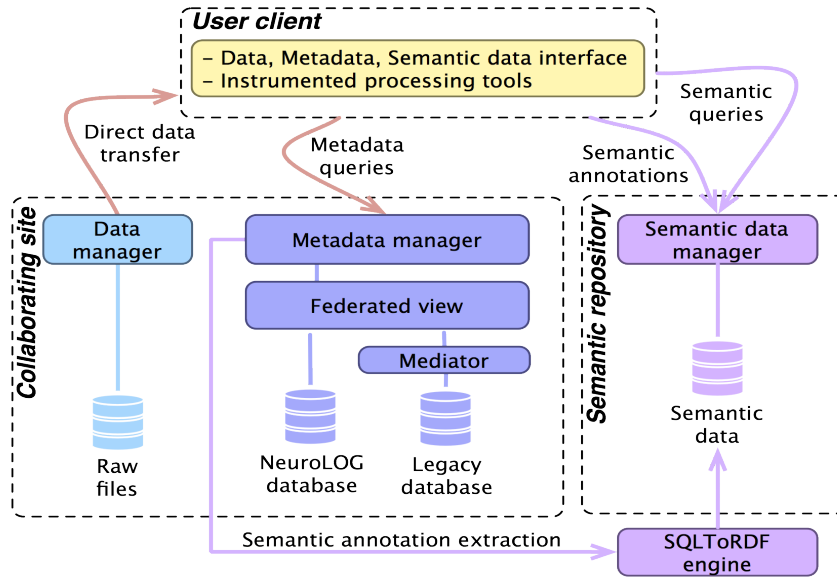 User client
– Data, Metadata, Semantic data interface
– Instrumented processing tools
Direct data
transfer
Metadata
queries
Semantic
annotations
Semantic
queries
Collaborating site
Data
manager
Metadata manager
Federated view
Mediator
Raw
files
NeuroLOG
database
Legacy
database
Semantic repository
Semantic data
manager
Semantic
data
Semantic annotation extraction
SQLToRDF
engine